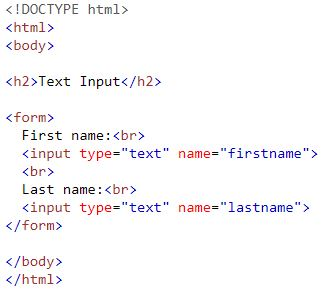 <!DOCTYPE html>
<html>
<body>
<h2>Text Input</h2>
<form>
First name:<br>
<input type="text" name="firstname">
<br>
Last name:<br>
<input type="text" name="lastname">
</form>
</body>
</html>